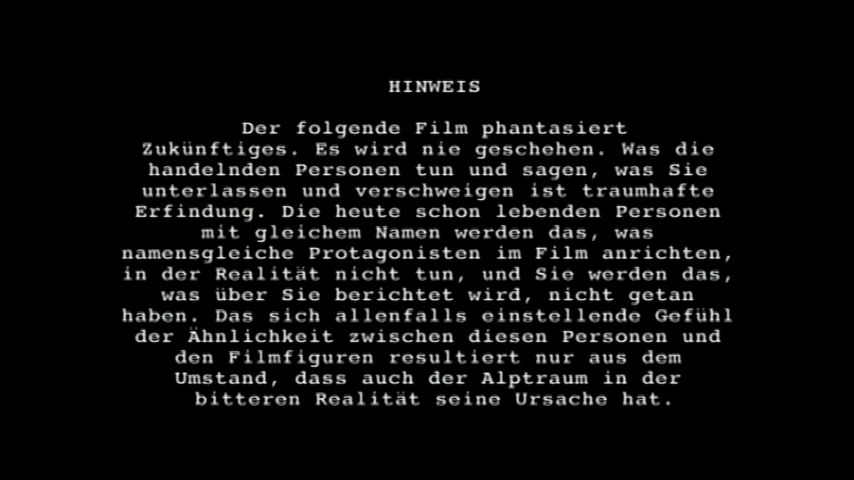 HINWEIS
Der folgende Film phantasiert
Zukünftiges. Es wird nie geschehen. Was die
handelnden Personen tun und sagen, was Sie
unterlassen und verschweigen ist traumhafte
Erfindung. Die heute schon lebenden Personen
mit gleichem Namen werden das, was
namensgleiche Protagonisten im Film anrichten,
in der Realität nicht tun, und Sie werden das,
was über Sie berichtet wird, nicht getan
haben. Das sich allenfalls einstellende Gefühl
der Ähnlichkeit zwischen diesen Personen und
den Filmfiguren resultiert nur aus dem
Umstand, dass auch der Alptraum in der
bitteren Realität seine Ursache hat.